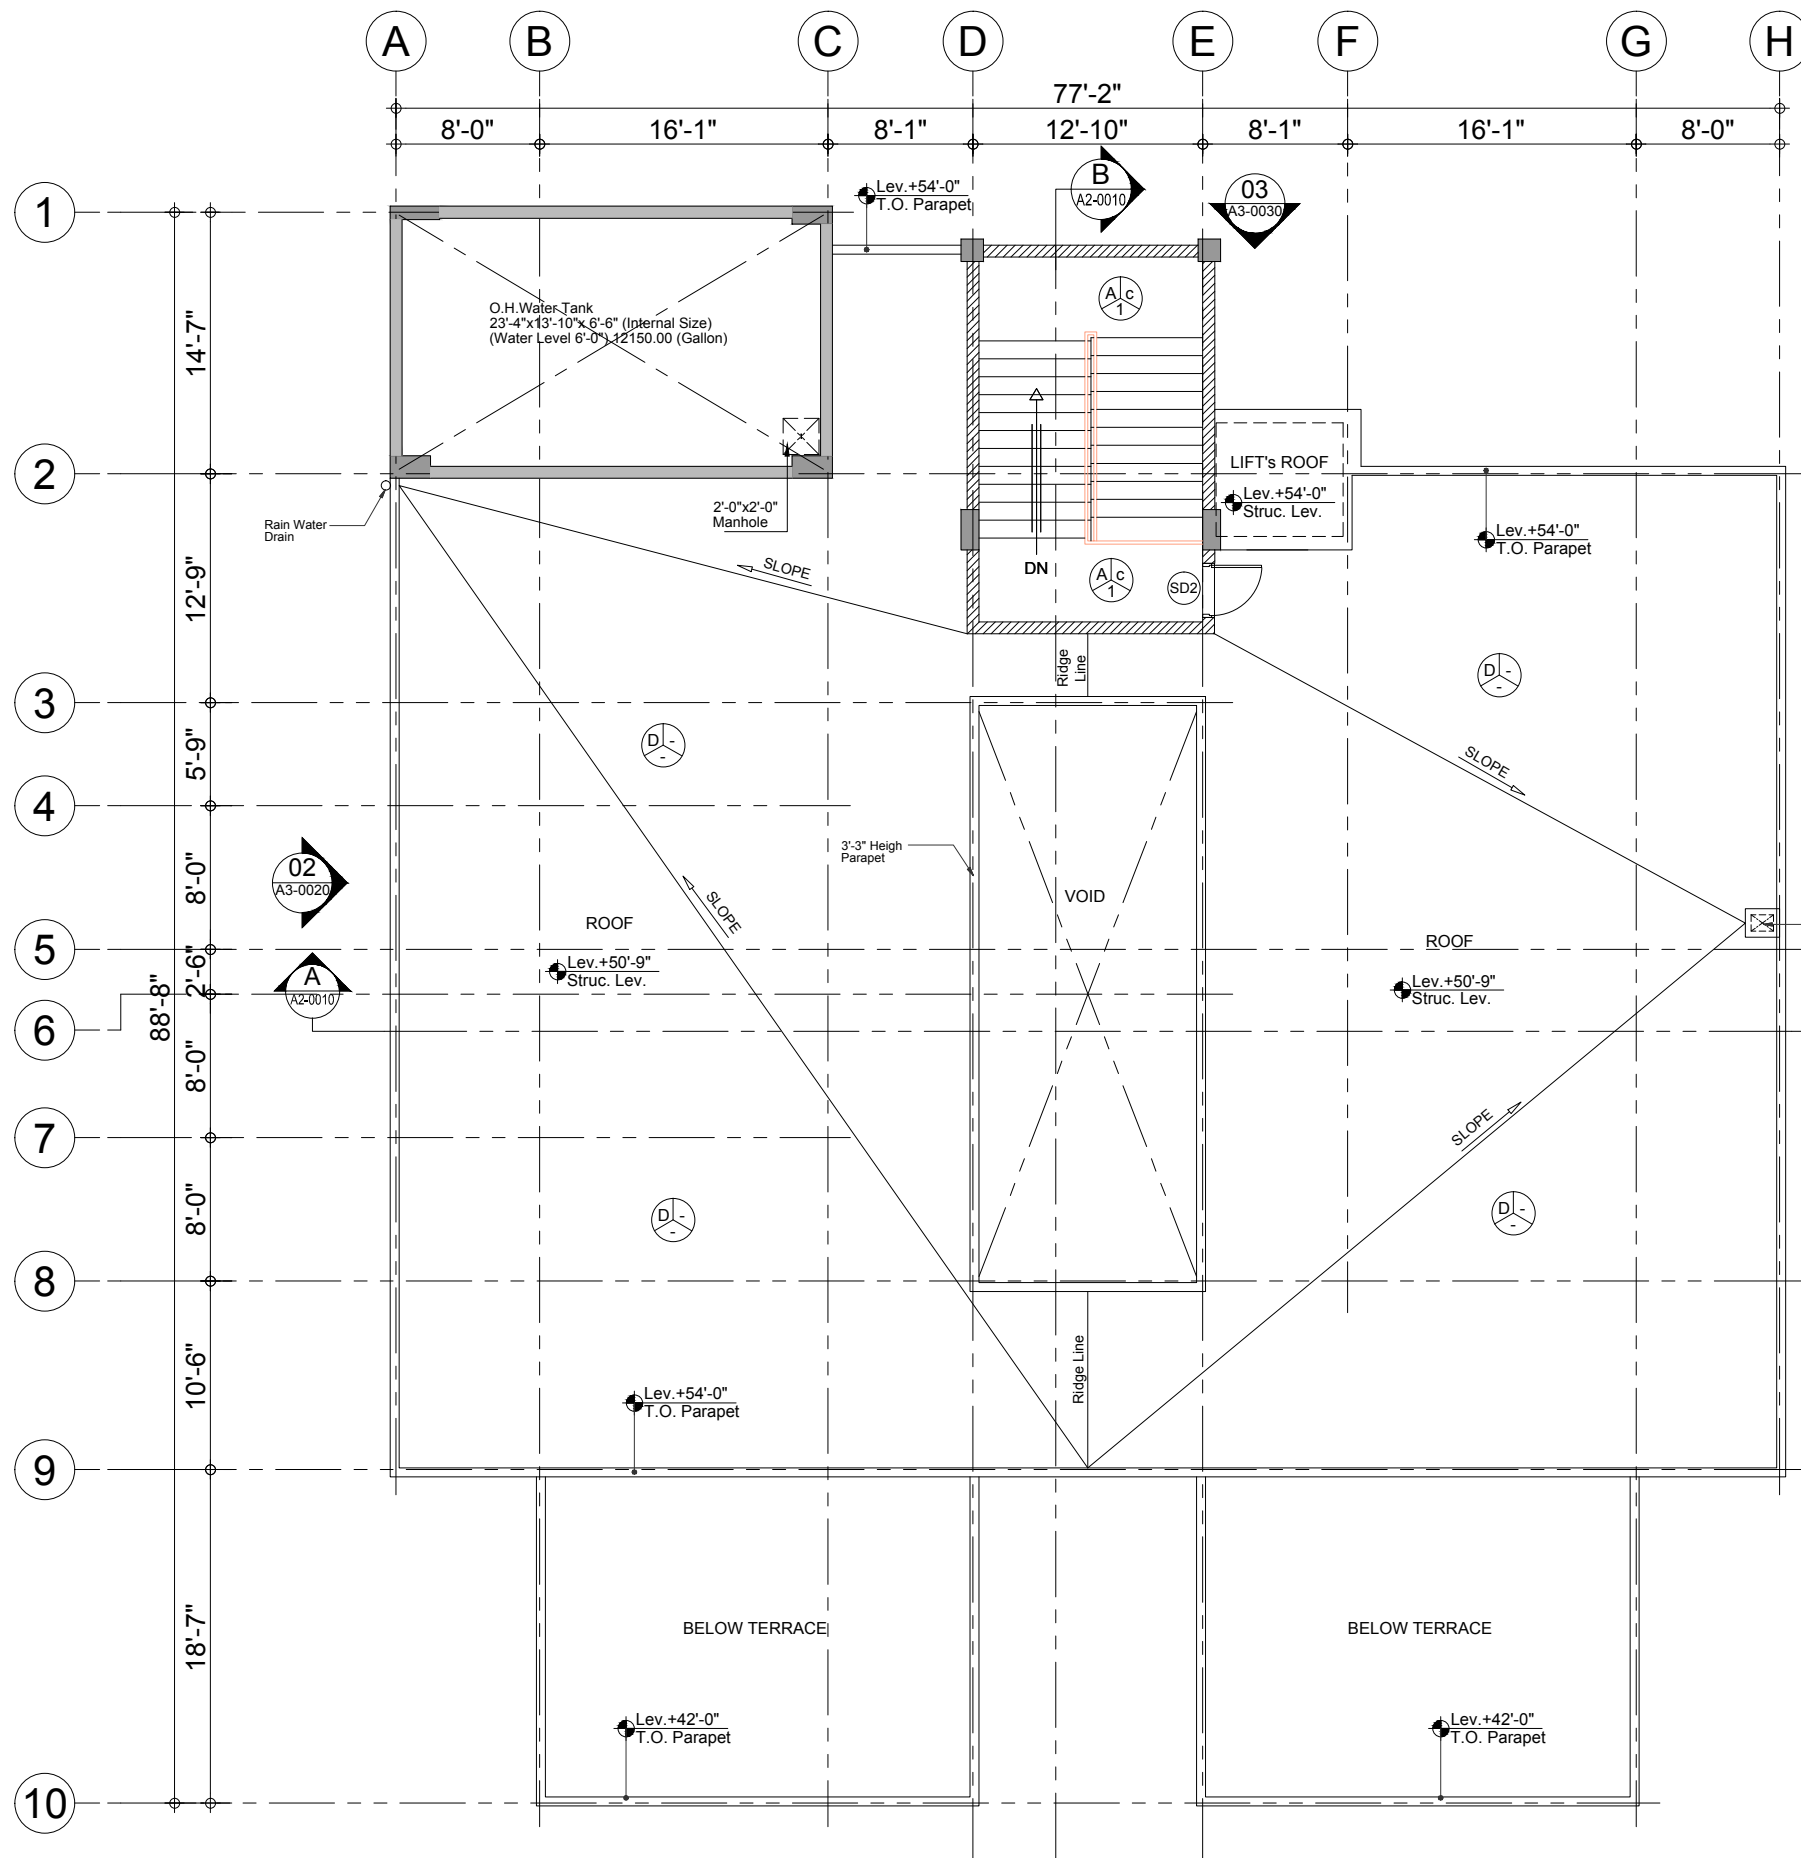 A B C D E F G H
77'-2"
8'-0" 16'-1" 8'-1" 12'-10" 8'-1" 16'-1" 8'-0"
B
A2-0010
03
A3-0030
Lev.+54'-0"
T.O. Parapet
1
A c
1
O.H.Water Tank
23'-4"x13'-10"x 6'-6" (Internal Size)
(Water Level 6'-0") 12150.00 (Gallon)
14'-7"
2
LIFT's ROOF
Lev.+54'-0"
Struc. Lev.
2'-0"x2'-0"
Manhole
Rain Water
Drain
Lev.+54'-0"
T.O. Parapet
DN
A c
1
SD2
SLOPE
12'-9"
Ridge
Line
D -
-
3
D -
-
5'-9"
SLOPE
4
3'-3" Heigh
Parapet
02
A3-0020
8'-0"
SLOPE
VOID
ROOF
ROOF
5
Lev.+50'-9"
Struc. Lev.
Lev.+50'-9"
Struc. Lev.
2'-6"
A
A2-0010
88'-8"
6
8'-0"
SLOPE
7
8'-0"
D -
-
D -
-
8
10'-6"
Ridge Line
Lev.+54'-0"
T.O. Parapet
9
18'-7"
BELOW TERRACE
BELOW TERRACE
Lev.+42'-0"
T.O. Parapet
Lev.+42'-0"
T.O. Parapet
10